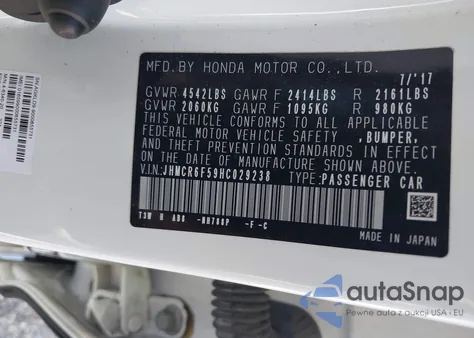 MFD.BY HONDA MOTOR CO.,LTD.
7/'17
GVWR 4542LBS GAWR F 2414LBS R 2161LBS
GVWR 2060KG GAWR F 1095KG R 980KG
THIS VEHICLE CONFORMS TO ALL APPLICABLE
FEDERAL MOTOR VEHICLE SAFETY, BUMPER,
AND THEFT PREVENTION STANDARDS IN EFFECT
ON THE DATE OF MANUFACTURE SHOWN ABOVE.
V.I.N:JHMCR6F59HC029238 TYPE:PASSENGER CAR
-NH788P -F -C
MADE IN JAPAN
autoSnap
Pewne auta z aukcji USA · EU